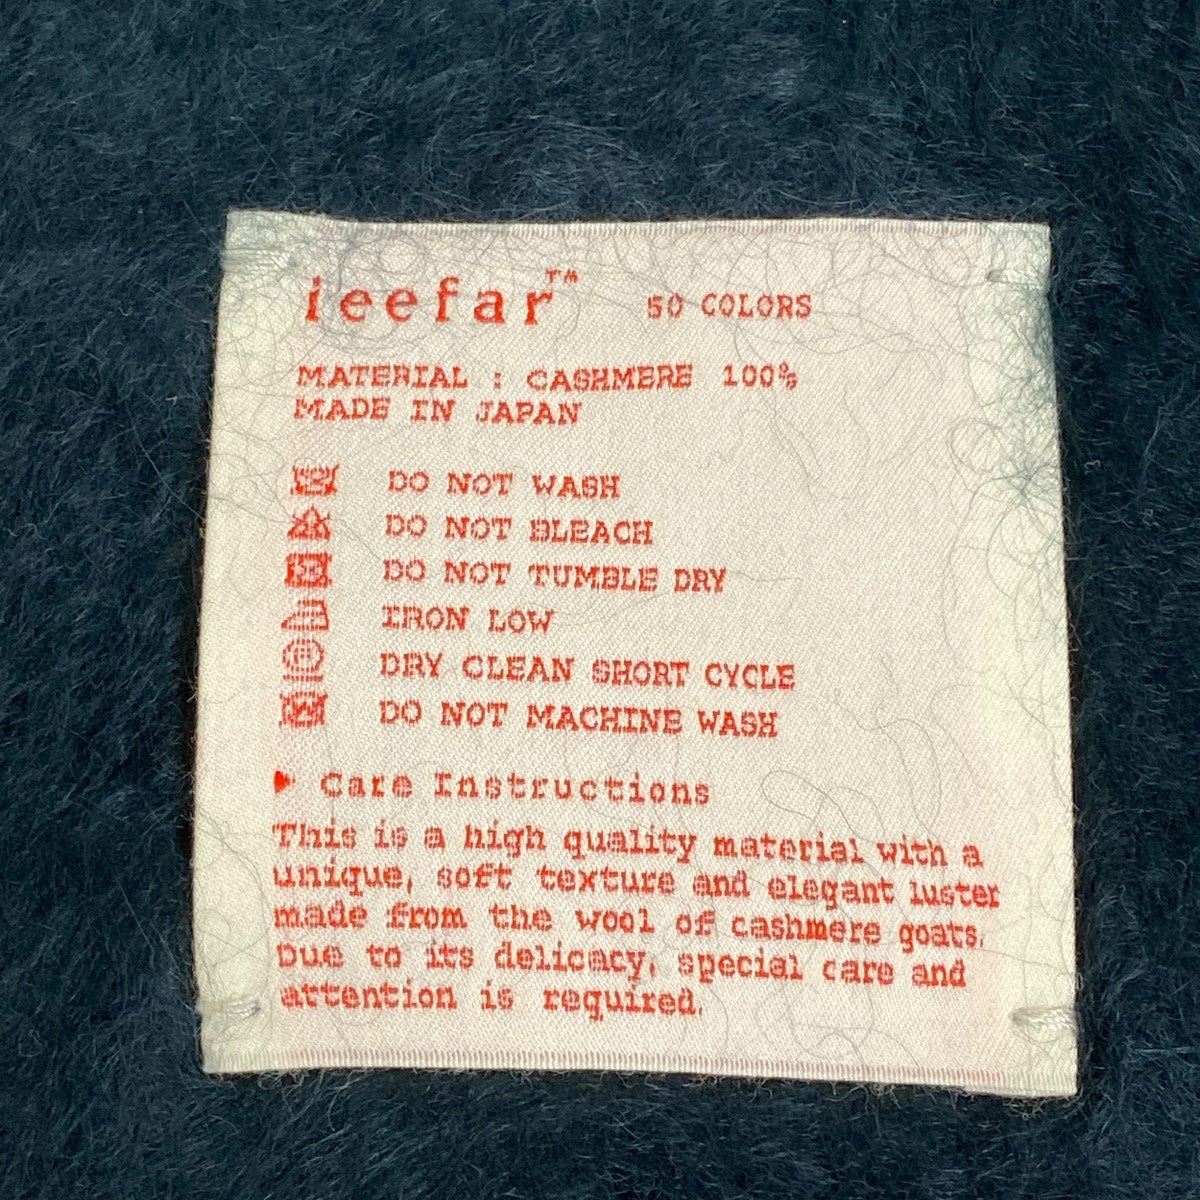 ieefar™ 50 COLORS
MATERIAL : CASHMERE 100%
MADE IN JAPAN
DO NOT WASH
DO NOT BLEACH
DO NOT TUMBLE DRY
IRON LOW
DRY CLEAN SHORT CYCLE
DO NOT MACHINE WASH
▶ Care Instructions
This is a high quality material with a
unique, soft texture and elegant luster
made from the wool of cashmere goats.
Due to its delicacy, special care and
attention is required.